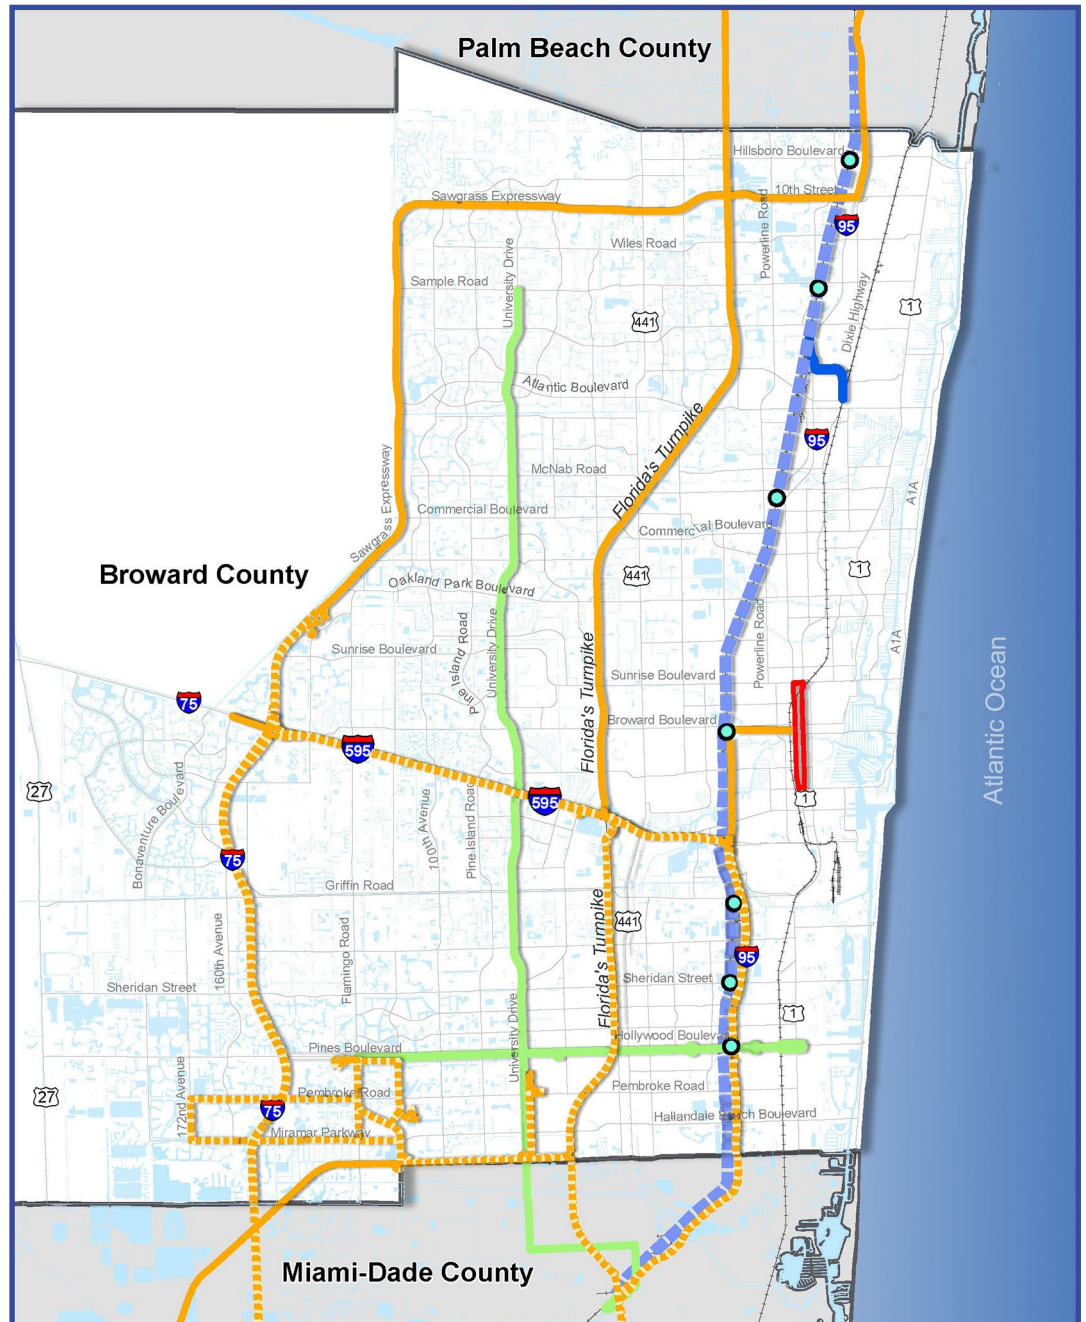 Palm Beach County
Hillsboro Boulevard
10th Street
Sawgrass Expressway
Powerline Road
95
Wiles Road
University Drive
Sample Road
Dixie Highway
1
441
Atlantic Boulevard
Florida's Turnpike
95
McNab Road
Sawgrass Expressway
A1A
Commercial Boulevard
Commercial Boulevard
Broward County
441
1
Oakland Park Boulevard
Powerline Road
University Drive
Pine Island Road
A1A
Sunrise Boulevard
Florida's Turnpike
Sunrise Boulevard
Atlantic Ocean
75
Broward Boulevard
595
27
595
1
Bonaventure Boulevard
100th Avenue
Pine Island Road
75
Griffin Road
441
160th Avenue
Flamingo Road
Florida's Turnpike
95
Sheridan Street
Sheridan Street
1
University Drive
Hollywood Boulevard
Pines Boulevard
172nd Avenue
27
Pembroke Road
Pembroke Road
75
Hallandale Beach Boulevard
Miramar Parkway
Miami-Dade County